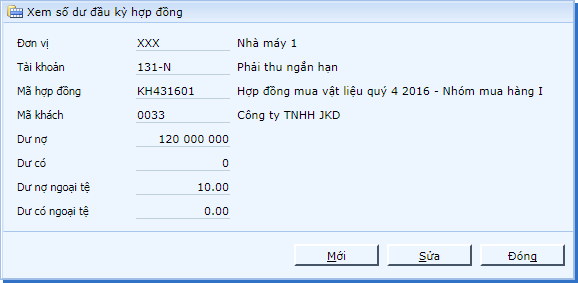 Xem số dư đầu kỳ hợp đồng
Đơn vị XXX Nhà máy 1
Tài khoản 131-N Phải thu ngắn hạn
Mã hợp đồng KH431601 Hợp đồng mua vật liệu quý 4 2016 - Nhóm mua hàng I
Mã khách 0033 Công ty TNHH JKD
Dư nợ 120 000 000
Dư có 0
Dư nợ ngoại tệ 10.00
Dư có ngoại tệ 0.00
Mới Sửa Đóng